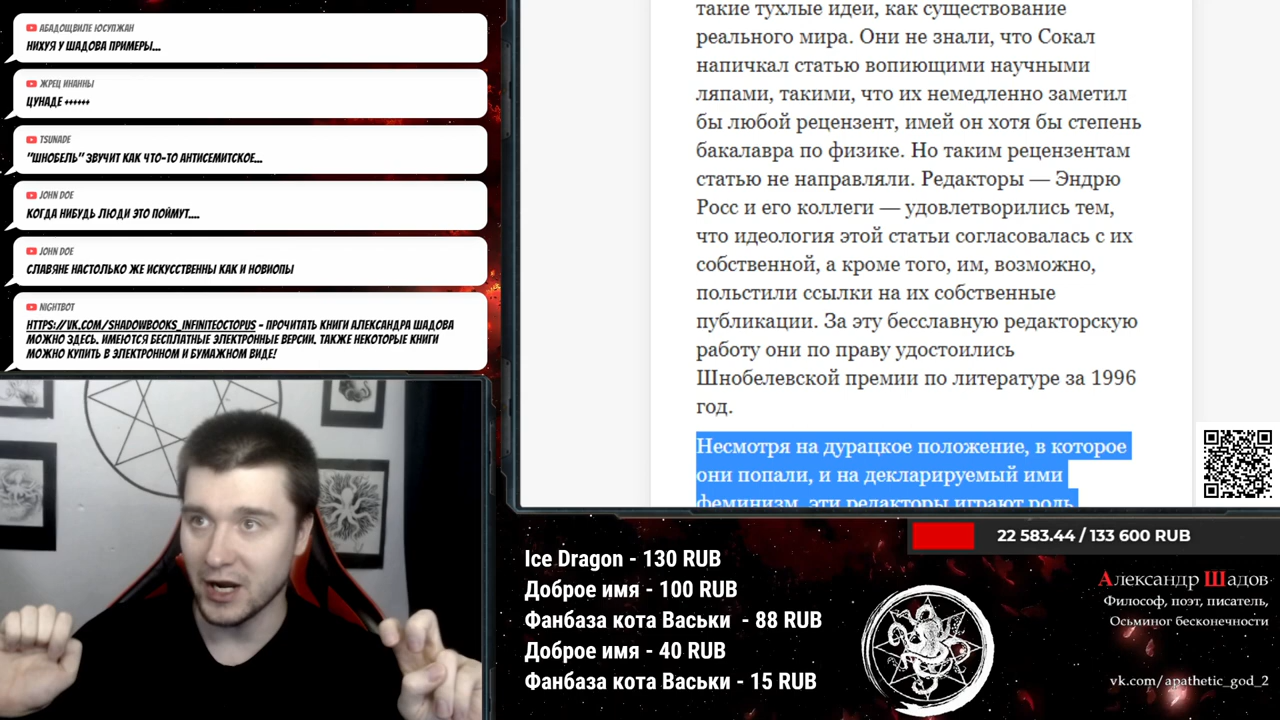 АБАДОЩВИЛЕ ЮСУПЖАН
НИХУЯ У ШАДОВА ПРИМЕРЫ...
ЖРЕЦ ИНАННЫ
ЦУНАДЕ ++++++
TSUNADE
"ШНОБЕЛЬ" ЗВУЧИТ КАК ЧТО-ТО АНТИСЕМИТСКОЕ...
JOHN DOE
КОГДА НИБУДЬ ЛЮДИ ЭТО ПОЙМУТ....
JOHN DOE
СЛАВЯНЕ НАСТОЛЬКО ЖЕ ИСКУССТВЕННЫ КАК И НОВИОПЫ
NIGHTBOT
HTTPS://VK.COM/SHADOWBOOKS_INFINITEOCTOPUS - ПРОЧИТАТЬ КНИГИ АЛЕКСАНДРА ШАДОВА
МОЖНО ЗДЕСЬ. ИМЕЮТСЯ БЕСПЛАТНЫЕ ЭЛЕКТРОННЫЕ ВЕРСИИ. ТАКЖЕ НЕКОТОРЫЕ КНИГИ
МОЖНО КУПИТЬ В ЭЛЕКТРОННОМ И БУМАЖНОМ ВИДЕ!
такие тухлые идеи, как существование
реального мира. Они не знали, что Сокал
напичкал статью вопиющими научными
ляпами, такими, что их немедленно заметил
бы любой рецензент, имей он хотя бы степень
бакалавра по физике. Но таким рецензентам
статью не направляли. Редакторы — Эндрю
Росс и его коллеги — удовлетворились тем,
что идеология этой статьи согласовалась с их
собственной, а кроме того, им, возможно,
польстили ссылки на их собственные
публикации. За эту бесславную редакторскую
работу они по праву удостоились
Шнобелевской премии по литературе за 1996
год.
Несмотря на дурацкое положение, в которое
они попали, и на декларируемый ими
феминизм, эти редакторы играют роль
22 583.44 / 133 600 RUB
Ice Dragon - 130 RUB
Доброе имя - 100 RUB
Фанбаза кота Васьки - 88 RUB
Доброе имя - 40 RUB
Фанбаза кота Васьки - 15 RUB
Александр Шадов
Философ, поэт, писатель,
Осьминог бесконечности
vk.com/apathetic_god_2